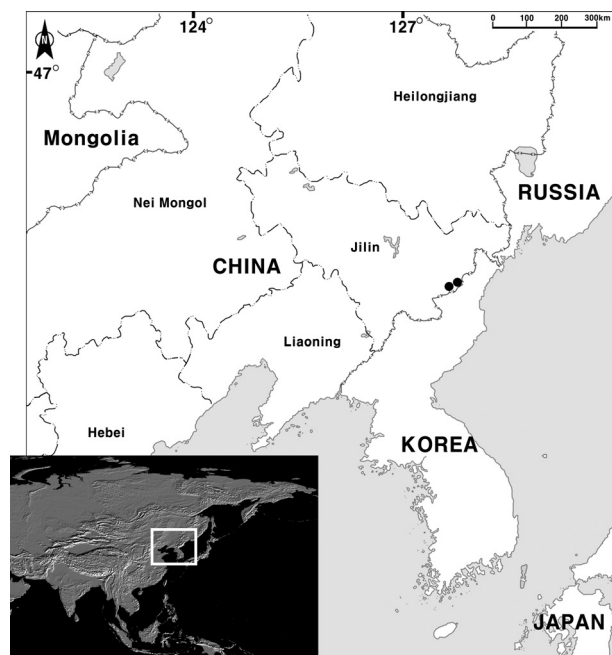 124°
127°
0 100 200 300km
N
47°
Heilongjiang
Mongolia
RUSSIA
Nei Mongol
Jilin
CHINA
Liaoning
Hebei
KOREA
JAPAN